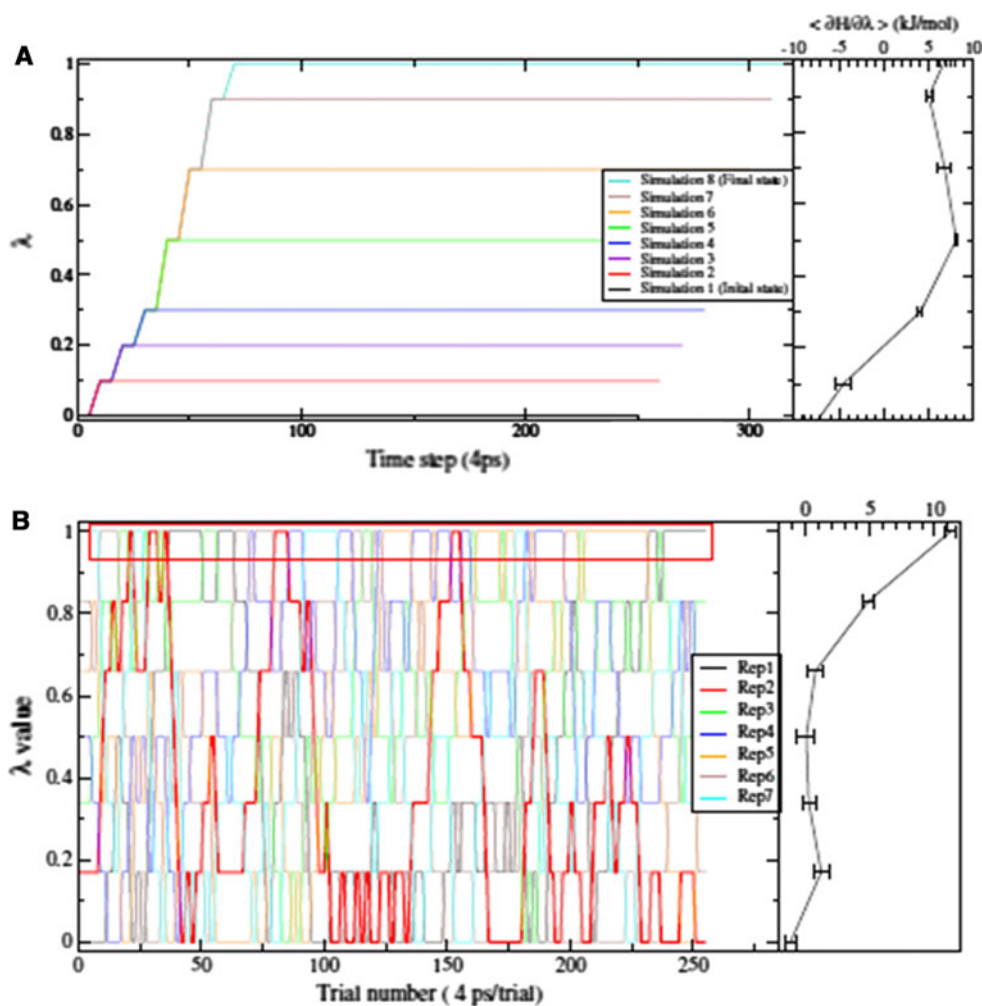 A
< ∂H/∂λ > (kJ/mol)
-10 -5 0 5 10
1
0.8
0.6
0.4
0.2
0
λ
Simulation 8 (Final state)
Simulation 7
Simulation 6
Simulation 5
Simulation 4
Simulation 3
Simulation 2
Simulation 1 (Initial state)
0 100 200 300
Time step (4ps)
B
0 5 10
1
0.8
0.6
0.4
0.2
0
λ value
Rep1
Rep2
Rep3
Rep4
Rep5
Rep6
Rep7
0 50 100 150 200 250
Trial number ( 4 ps/trial)